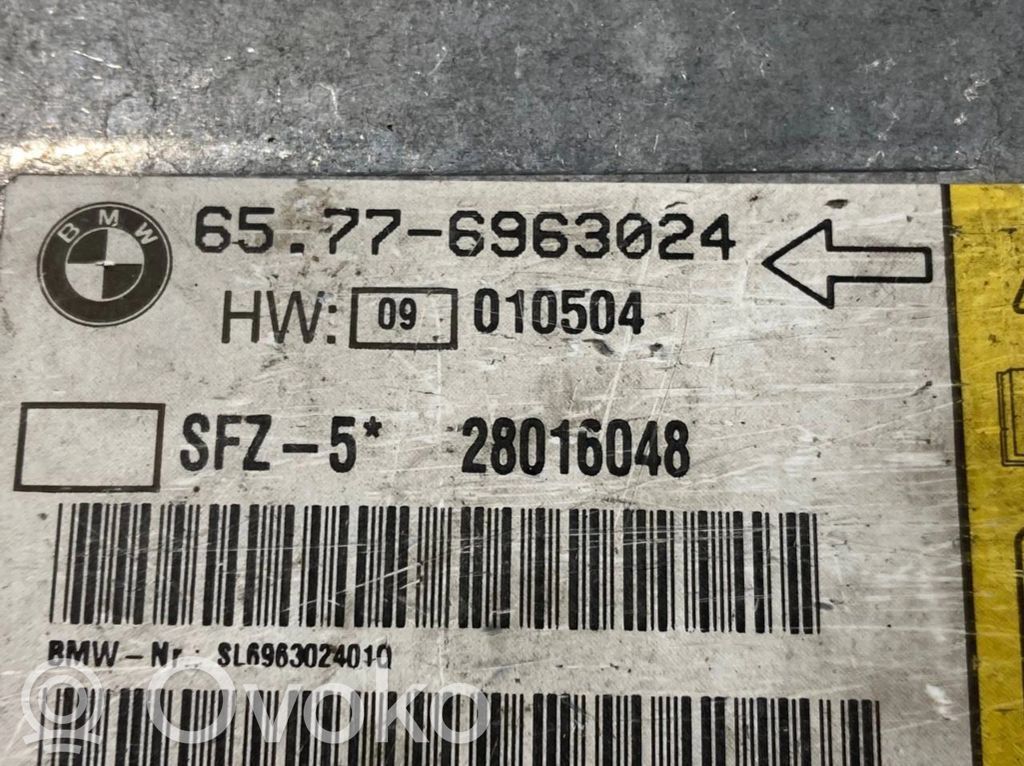 BMW
65.77-6963024
HW: 09 010504
SFZ-5* 28016048
BMW-Nr.: SL6963024010
Ovoko